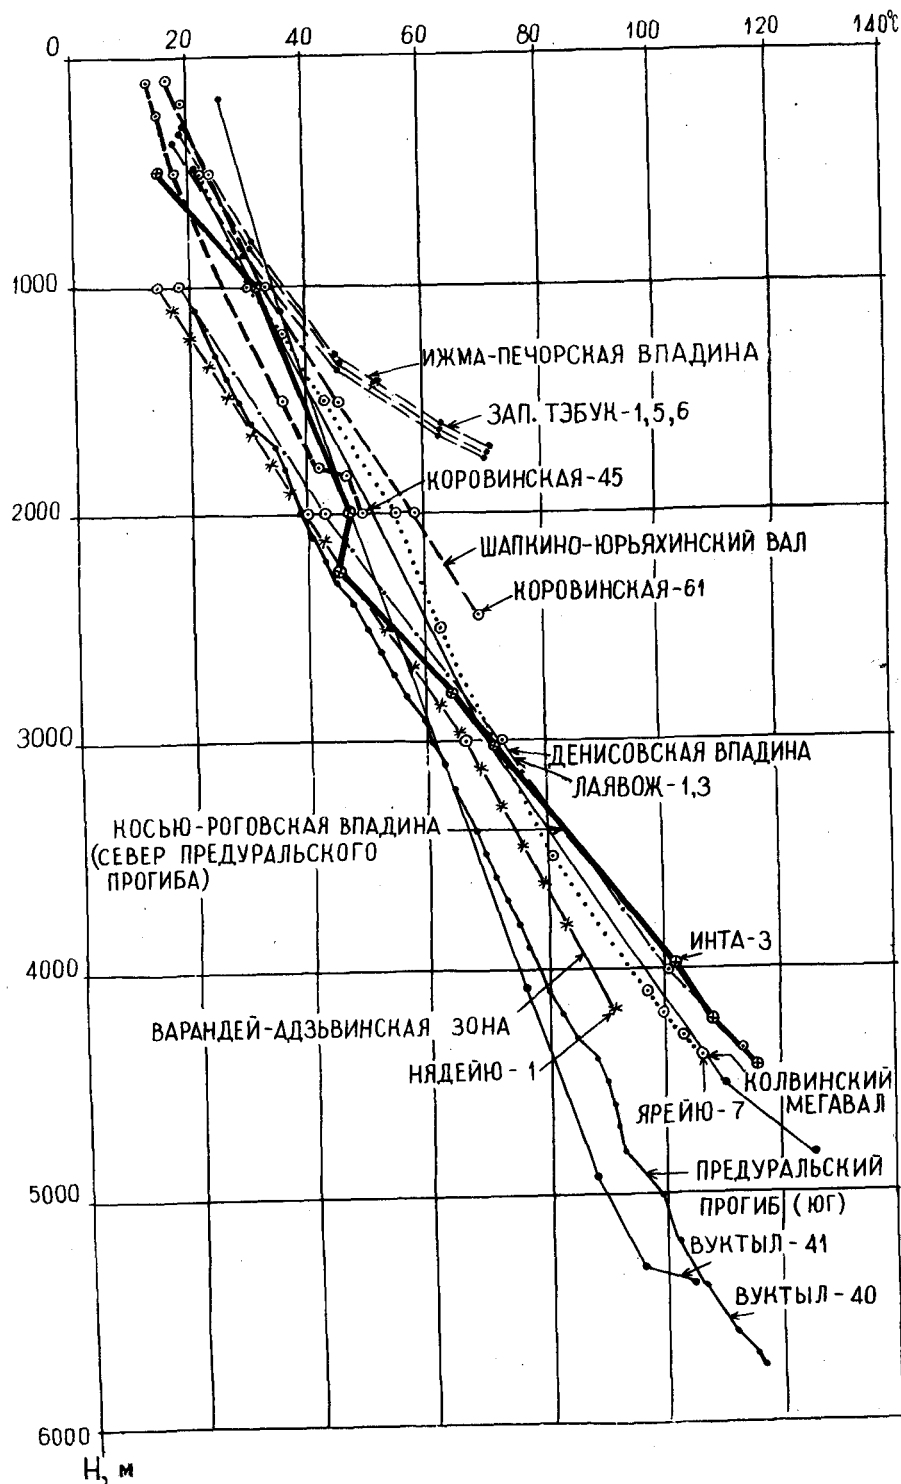 0 20 40 60 80 100 120 140°C
1000
ИЖМА-ПЕЧОРСКАЯ ВПАДИНА
ЗАП. ТЭБУК-1,5,6
КОРОВИНСКАЯ-45
2000
ШАПКИНО-ЮРЬЯХИНСКИЙ ВАЛ
КОРОВИНСКАЯ-61
3000
ДЕНИСОВСКАЯ ВПАДИНА
ЛАЯВОЖ-1,3
КОСЬЮ-РОГОВСКАЯ ВПАДИНА
(СЕВЕР ПРЕДУРАЛЬСКОГО
ПРОГИБА)
ИНТА-3
4000
ВАРАНДЕЙ-АДЗЬВИНСКАЯ ЗОНА
НЯДЕЙЮ-1
КОЛВИНСКИЙ
МЕГАВАЛ
ЯРЕЙЮ-7
ПРЕДУРАЛЬСКИЙ
5000
ПРОГИБ (ЮГ)
ВУКТЫЛ-41
ВУКТЫЛ-40
6000
Н, м